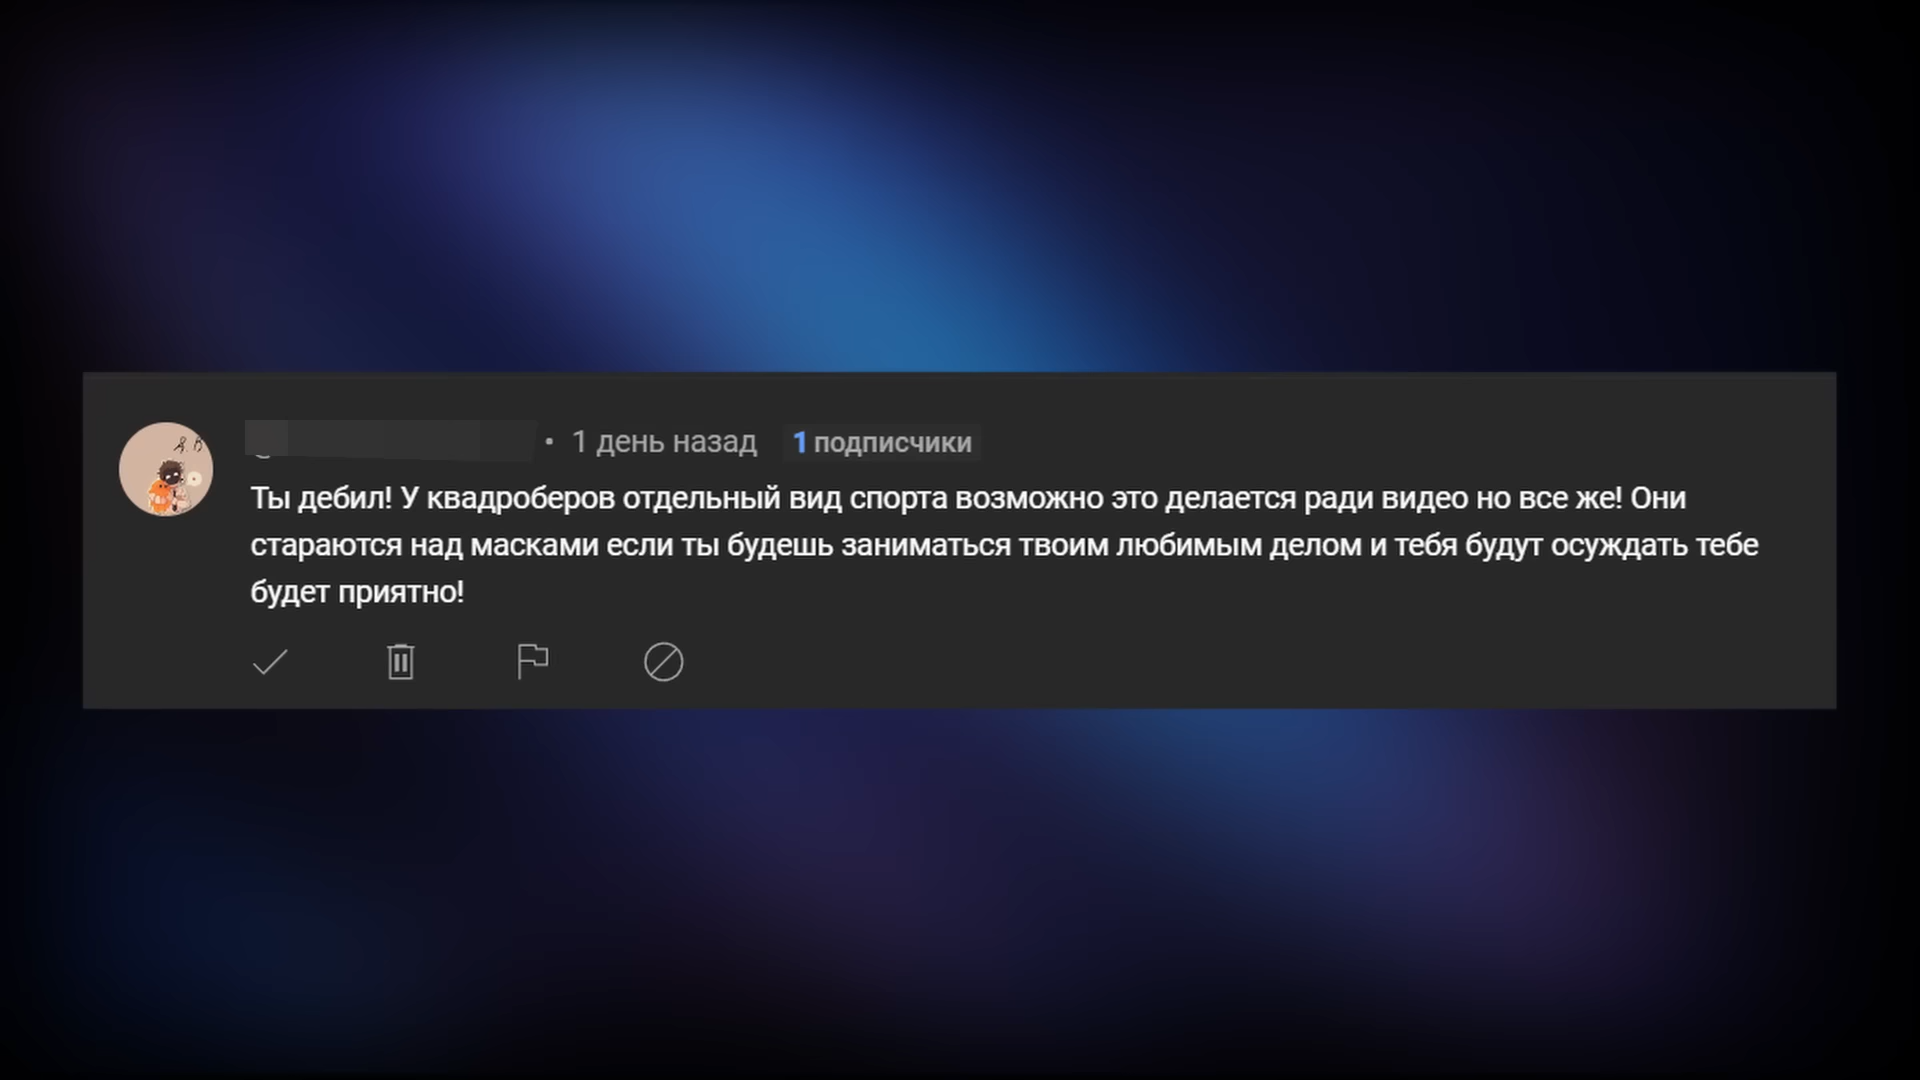 • 1 день назад 1 подписчики
Ты дебил! У квадроберов отдельный вид спорта возможно это делается ради видео но все же! Они
стараются над масками если ты будешь заниматься твоим любимым делом и тебя будут осуждать тебе
будет приятно!